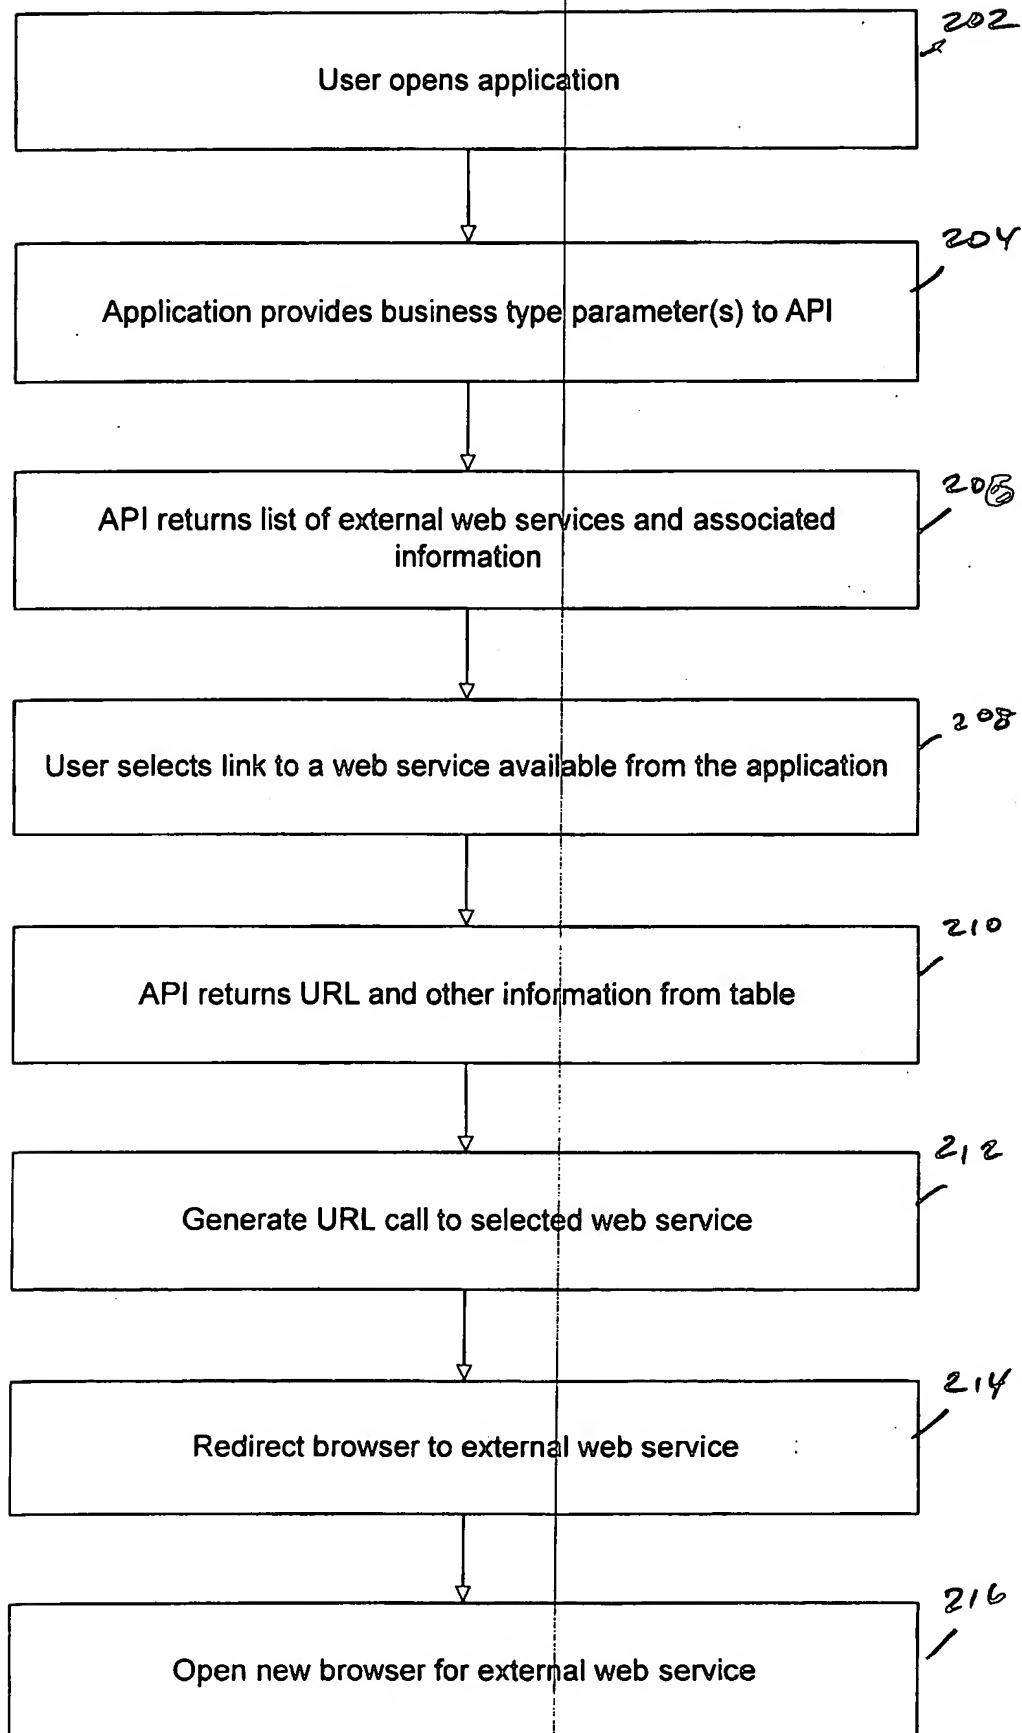 202
User opens application
204
Application provides business type parameter(s) to API
API returns list of external web services and associated
information
208
User selects link to a web service available from the application
210
API returns URL and other information from table
212
Generate URL call to selected web service
214
Redirect browser to external web service
216
Open new browser for external web service